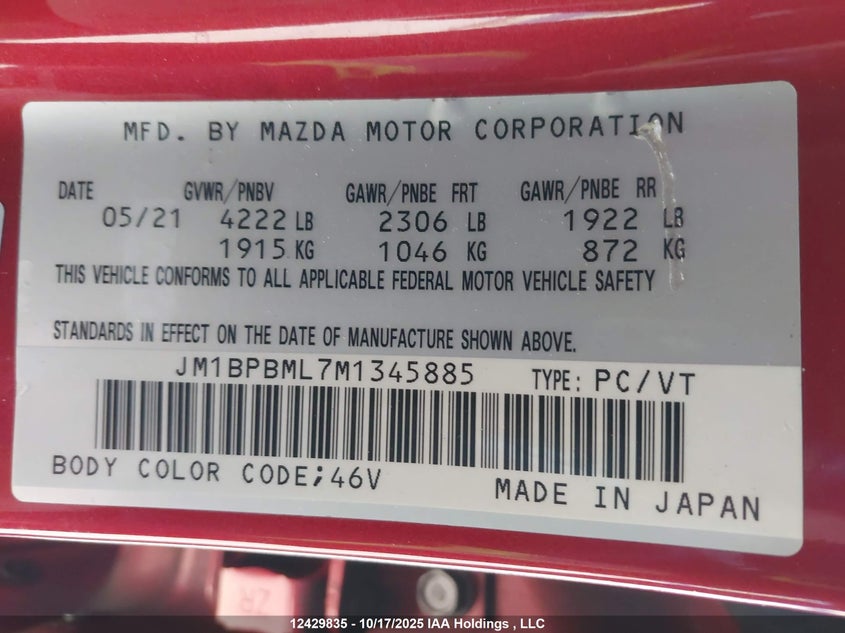 MFD. BY MAZDA MOTOR CORPORATION
DATE GVWR/PNBV GAWR/PNBE FRT GAWR/PNBE RR
05/21 4222 LB 2306 LB 1922 LB
1915 KG 1046 KG 872 KG
THIS VEHICLE CONFORMS TO ALL APPLICABLE FEDERAL MOTOR VEHICLE SAFETY
STANDARDS IN EFFECT ON THE DATE OF MANUFACTURE SHOWN ABOVE.
JM1BPBML7M1345885 TYPE: PC/VT
BODY COLOR CODE;46V
MADE IN JAPAN
12429835 - 10/17/2025 IAA Holdings , LLC